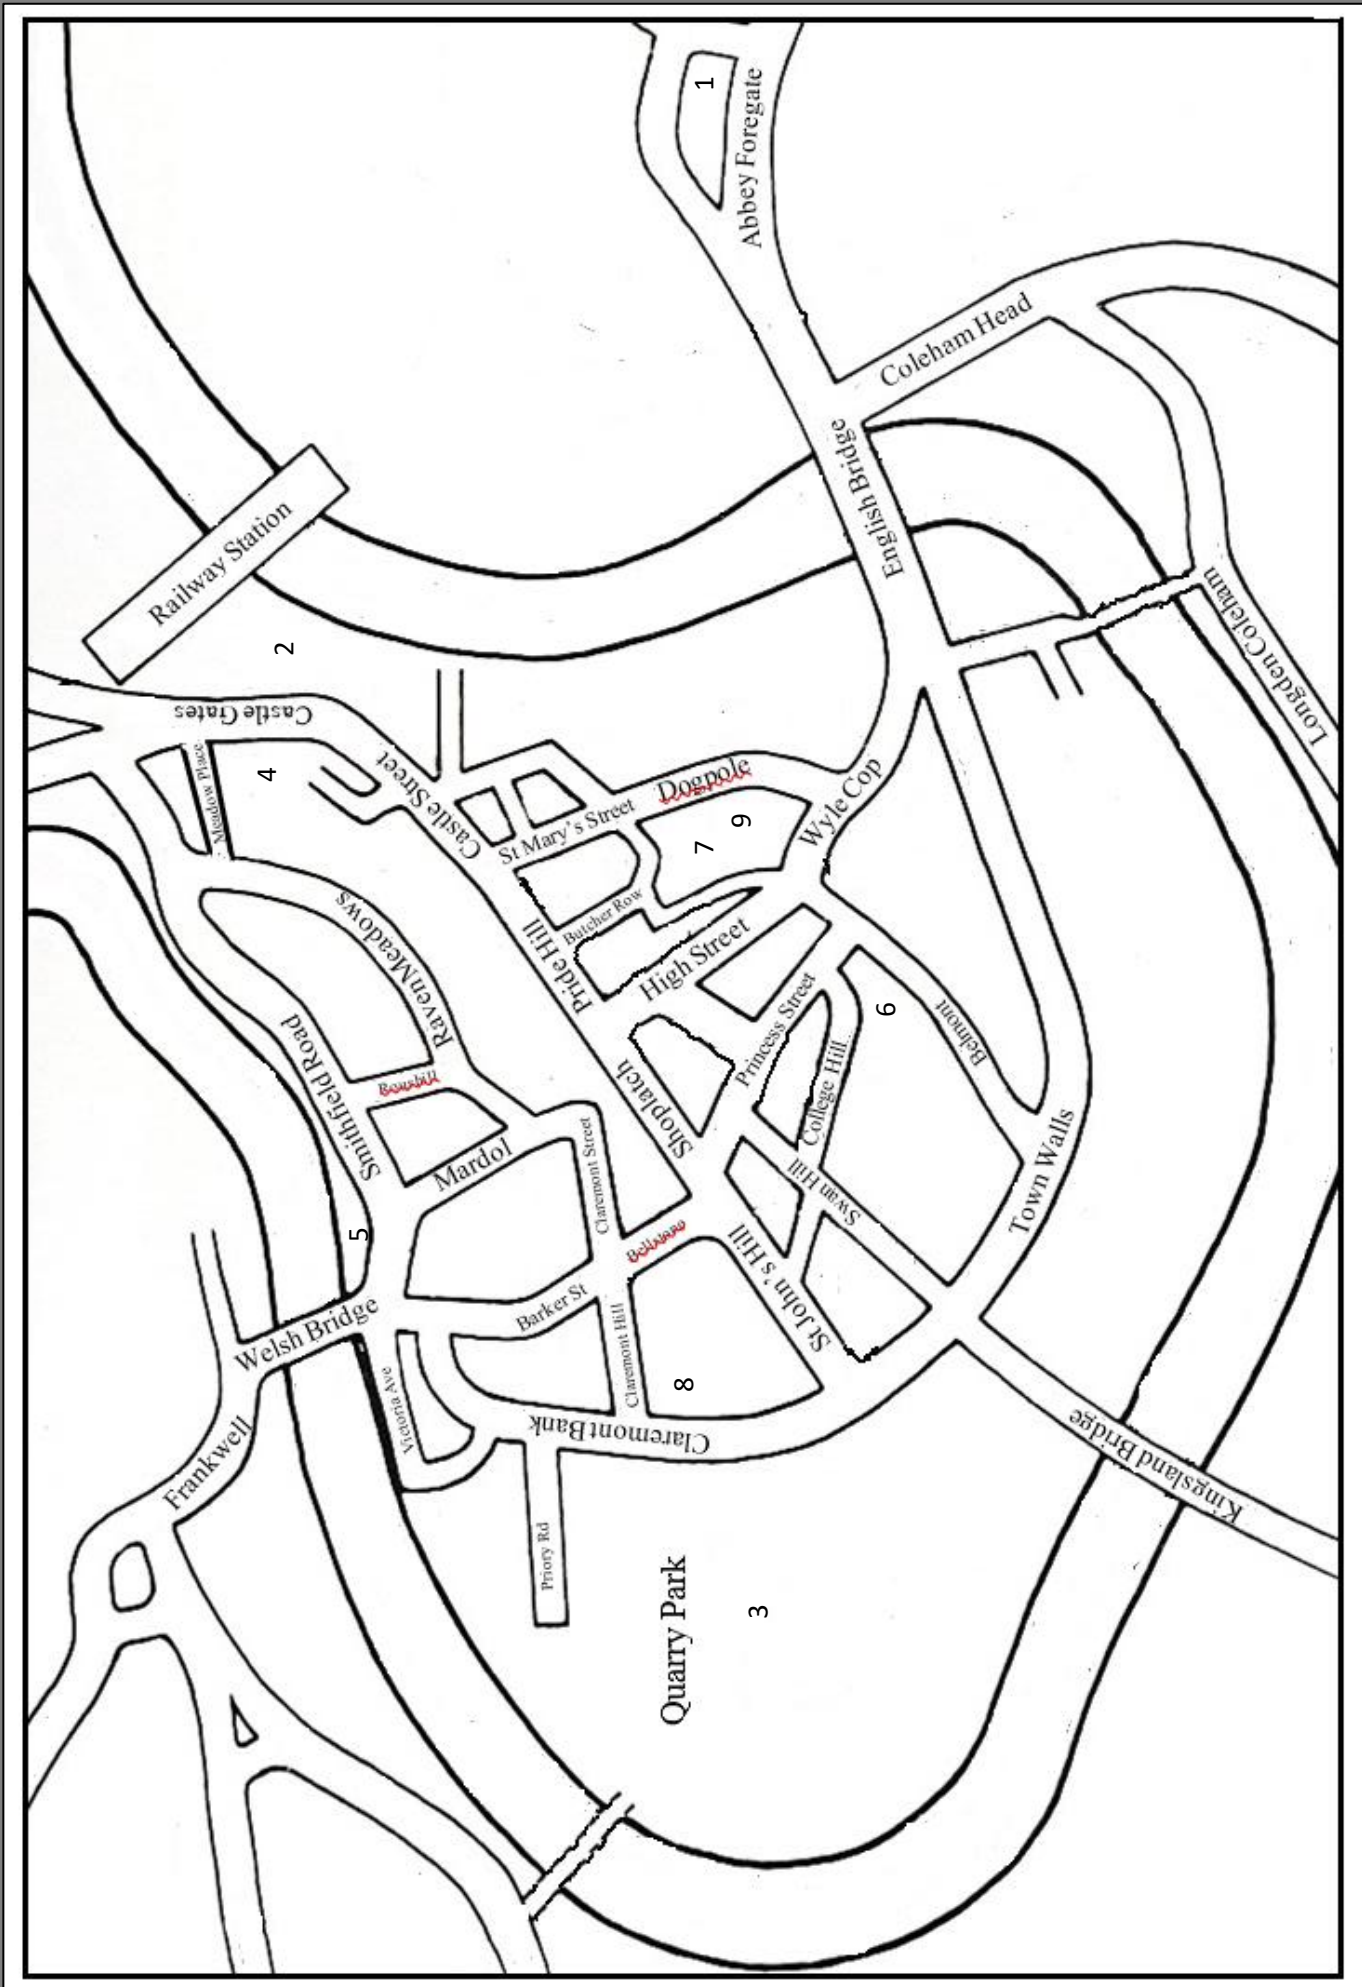 1
Abbey Foregate
Coleham Head
English Bridge
Railway Station
2
Castle Gates
Longden Coleham
Meadow Place
4
Castle Street
Dogpole
St Mary's Street
9
7
Wyle Cop
Raven Meadows
Butcher Row
Pride Hill
High Street
6
Belmont
Princess Street
College Hill
Smithfield Road
Roushill
Shoplatch
Mardol
Claremont Street
Swan Hill
Town Walls
5
St John's Hill
Barker St
Welsh Bridge
Claremont Hill
8
Victoria Ave
Claremont Bank
Kingsland Bridge
Frankwell
Priory Rd
Quarry Park
3